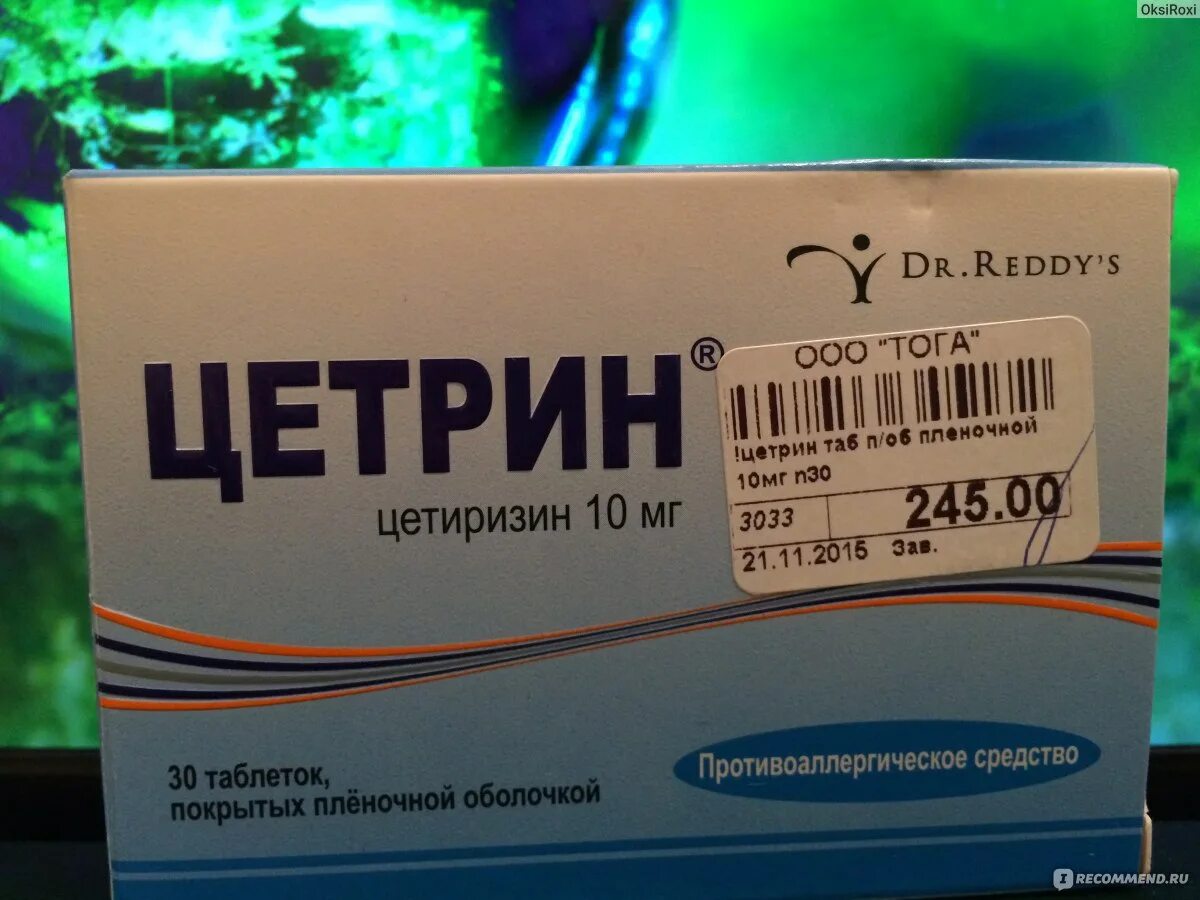 OksiRoxi
DR.REDDY'S
ЦЕТРИН®
цетиризин 10 мг
ООО "ТОГА"
!цетрин таб п/об пленочной
10мг n30
3033
245.00
21.11.2015 Зав.
30 таблеток,
покрытых плёночной оболочкой
Противоаллергическое средство
IRECOMMEND.RU